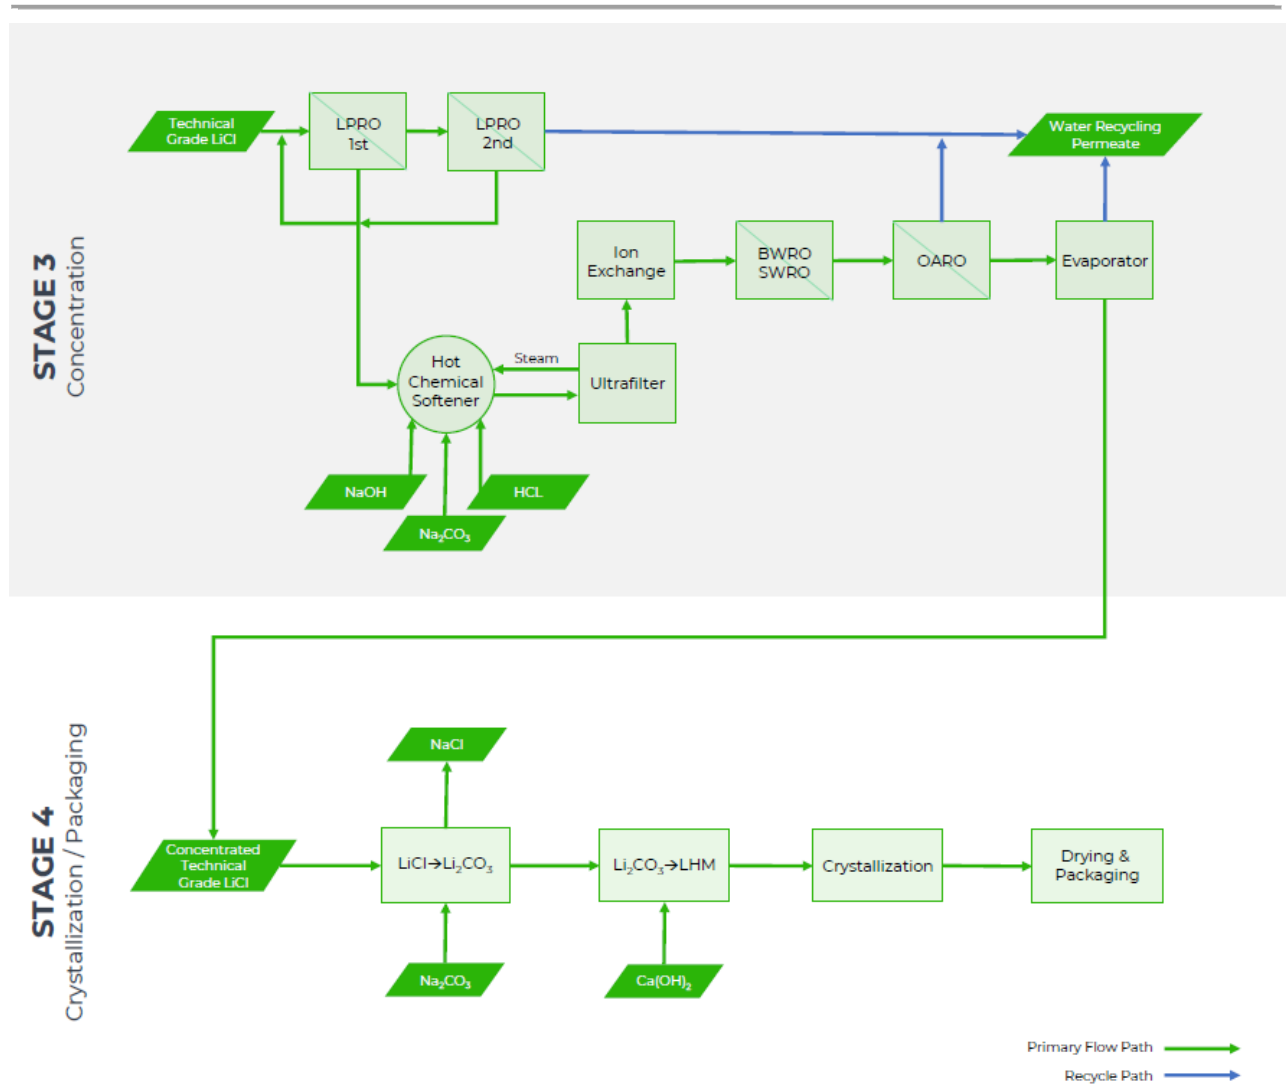 STAGE 3
Concentration
Technical
Grade LiCl
LPRO
1st
LPRO
2nd
Water Recycling
Permeate
Ion
Exchange
BWRO
SWRO
OARO
Evaporator
Hot
Chemical
Softener
Steam
Ultrafilter
NaOH
HCL
Na₂CO₃
STAGE 4
Crystallization / Packaging
NaCl
Concentrated
Technical
Grade LiCl
LiCl→Li₂CO₃
Li₂CO₃→LHM
Crystallization
Drying &
Packaging
Na₂CO₃
Ca(OH)₂
Primary Flow Path
Recycle Path